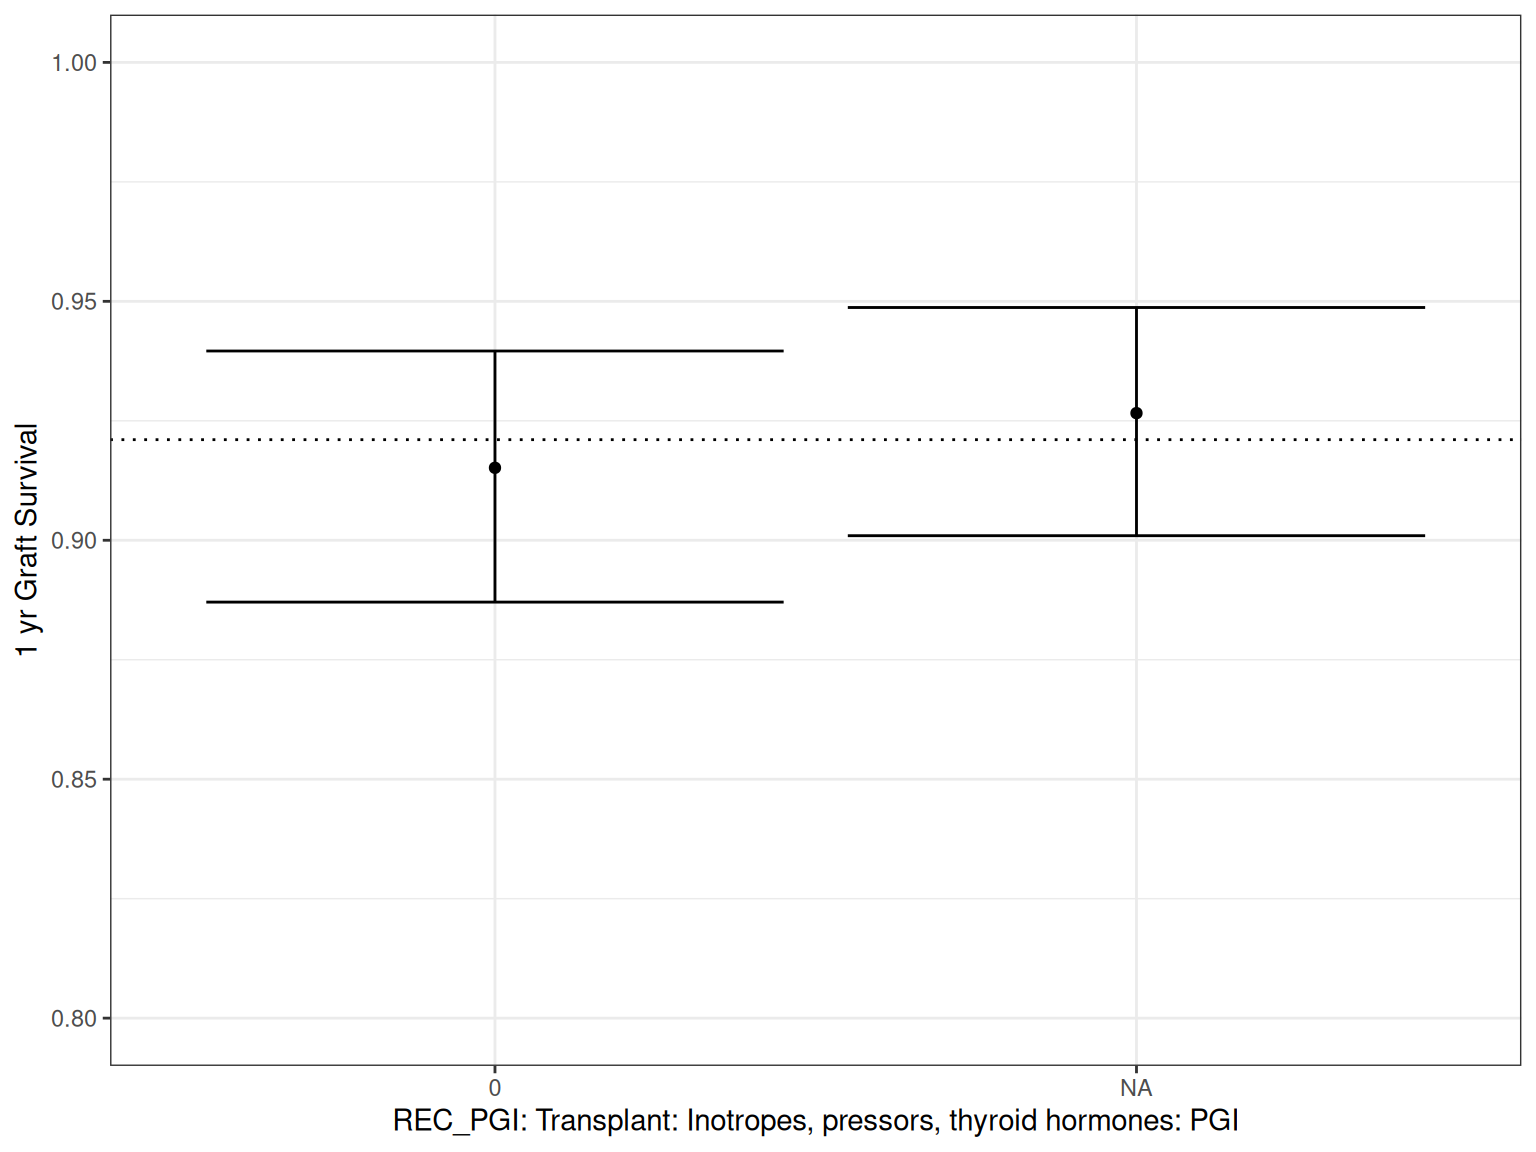 1.00
0.95
0.90
0.85
0.80
1 yr Graft Survival
0
NA
REC_PGI: Transplant: Inotropes, pressors, thyroid hormones: PGI